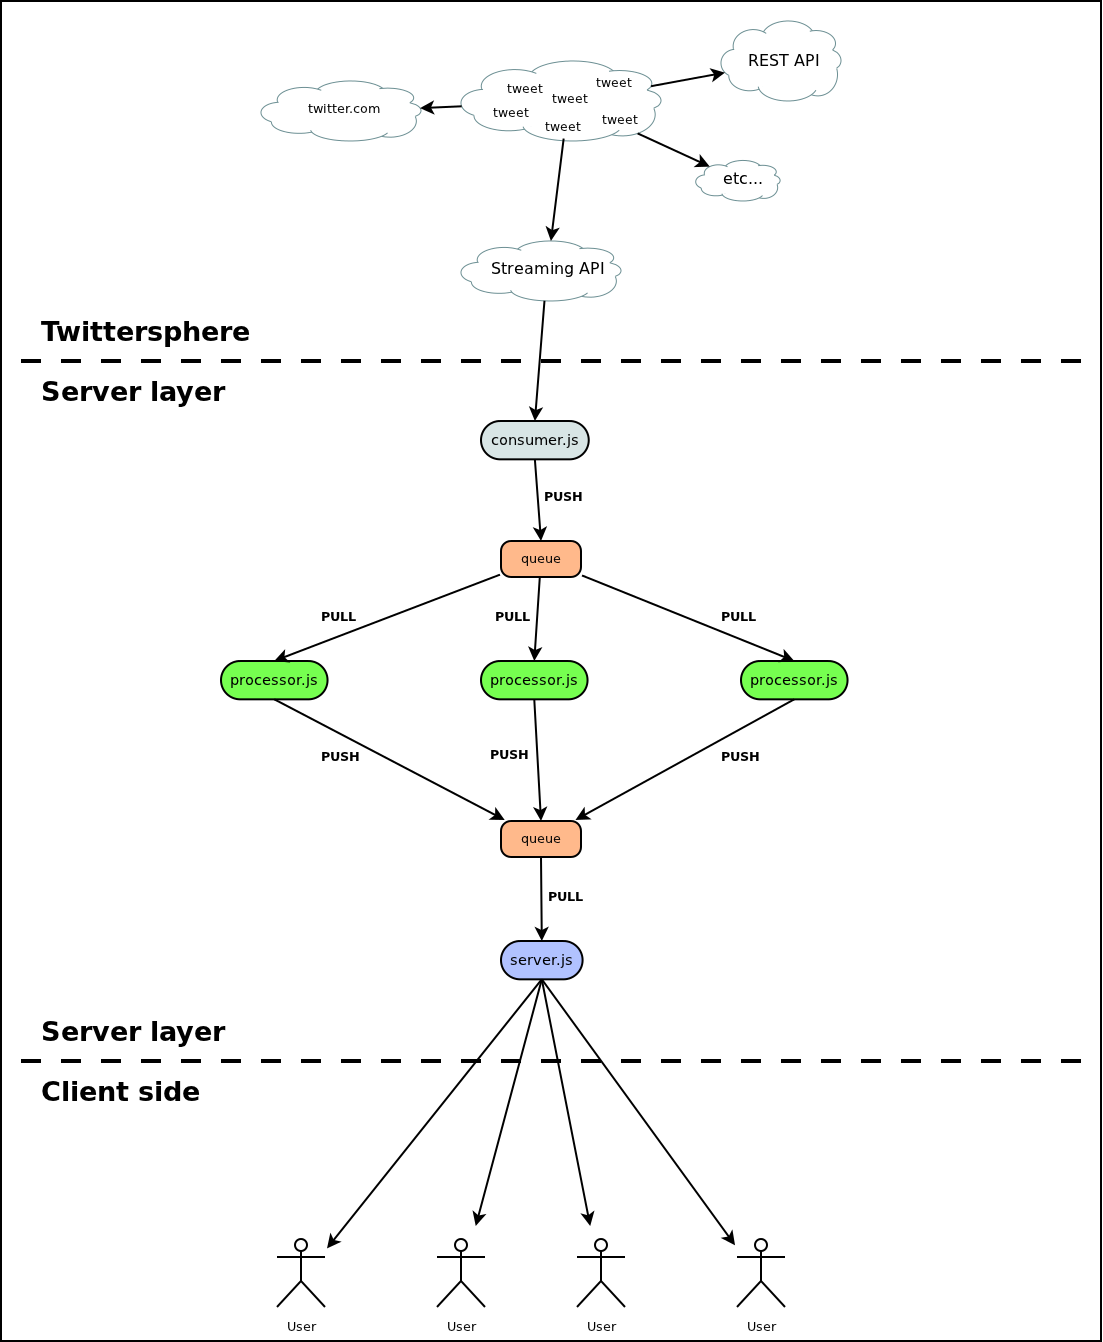 REST API
tweet
tweet
tweet
twitter.com
tweet
tweet
tweet
etc...
Streaming API
Twittersphere
Server layer
consumer.js
PUSH
queue
PULL
PULL
PULL
processor.js
processor.js
processor.js
PUSH
PUSH
PUSH
queue
PULL
server.js
Server layer
Client side
User
User
User
User